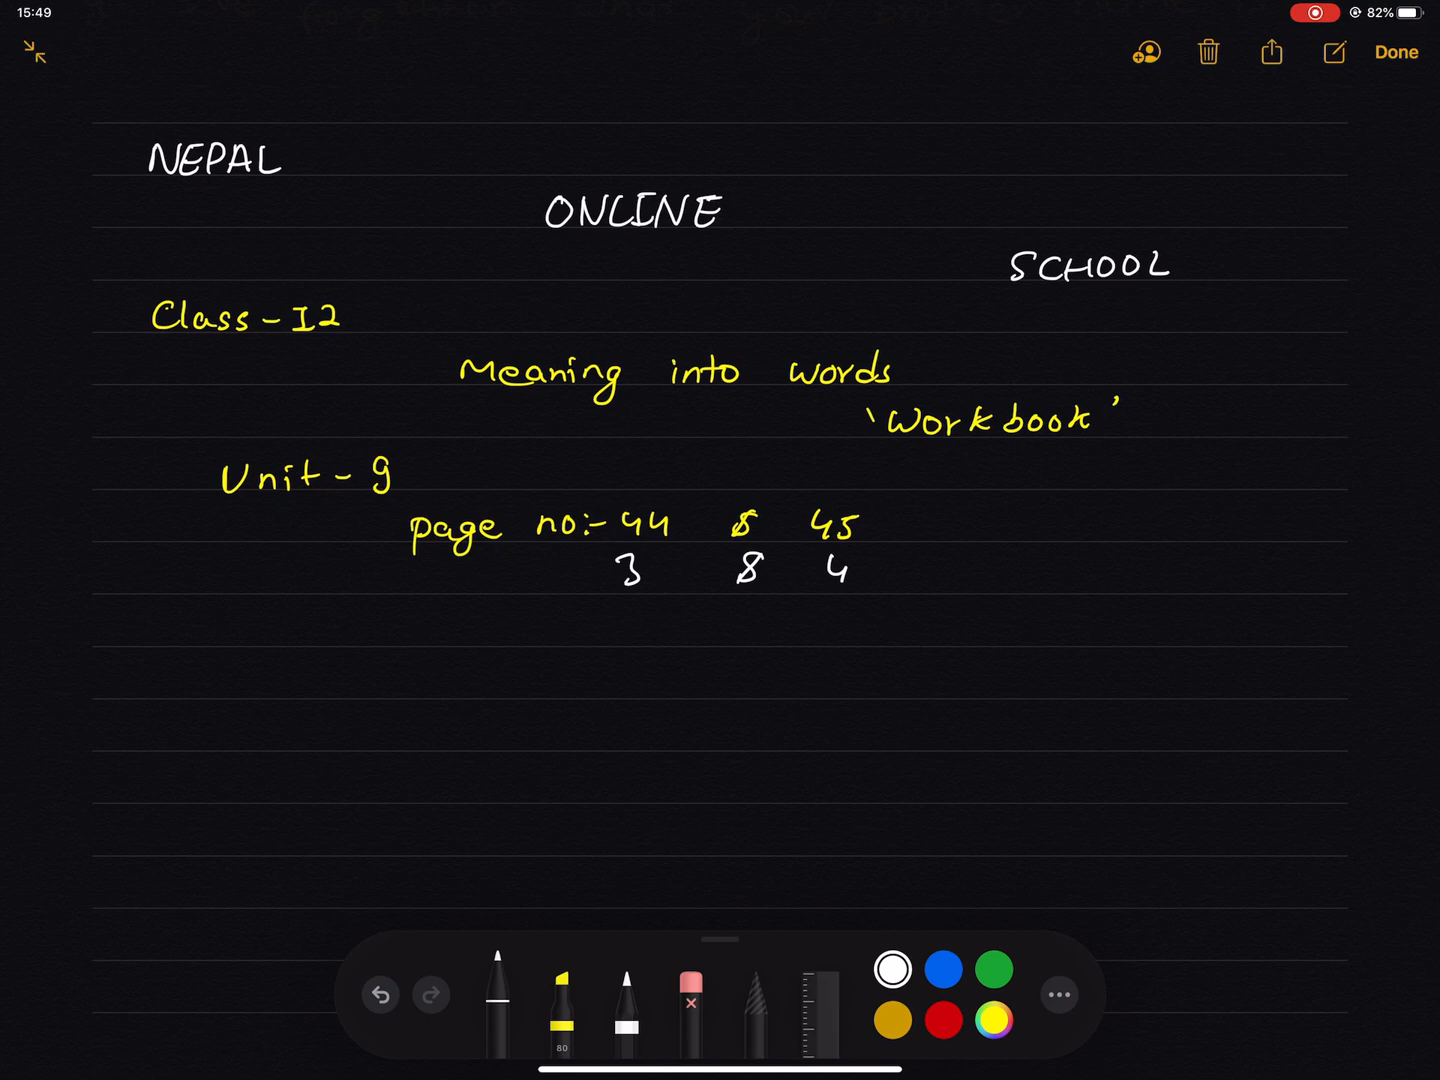 15:49
82%
Done
NEPAL
ONLINE
SCHOOL
Class - 12
Meaning into words
'Workbook'
Unit - 9
page no:- 44 & 45
3 & 4
80